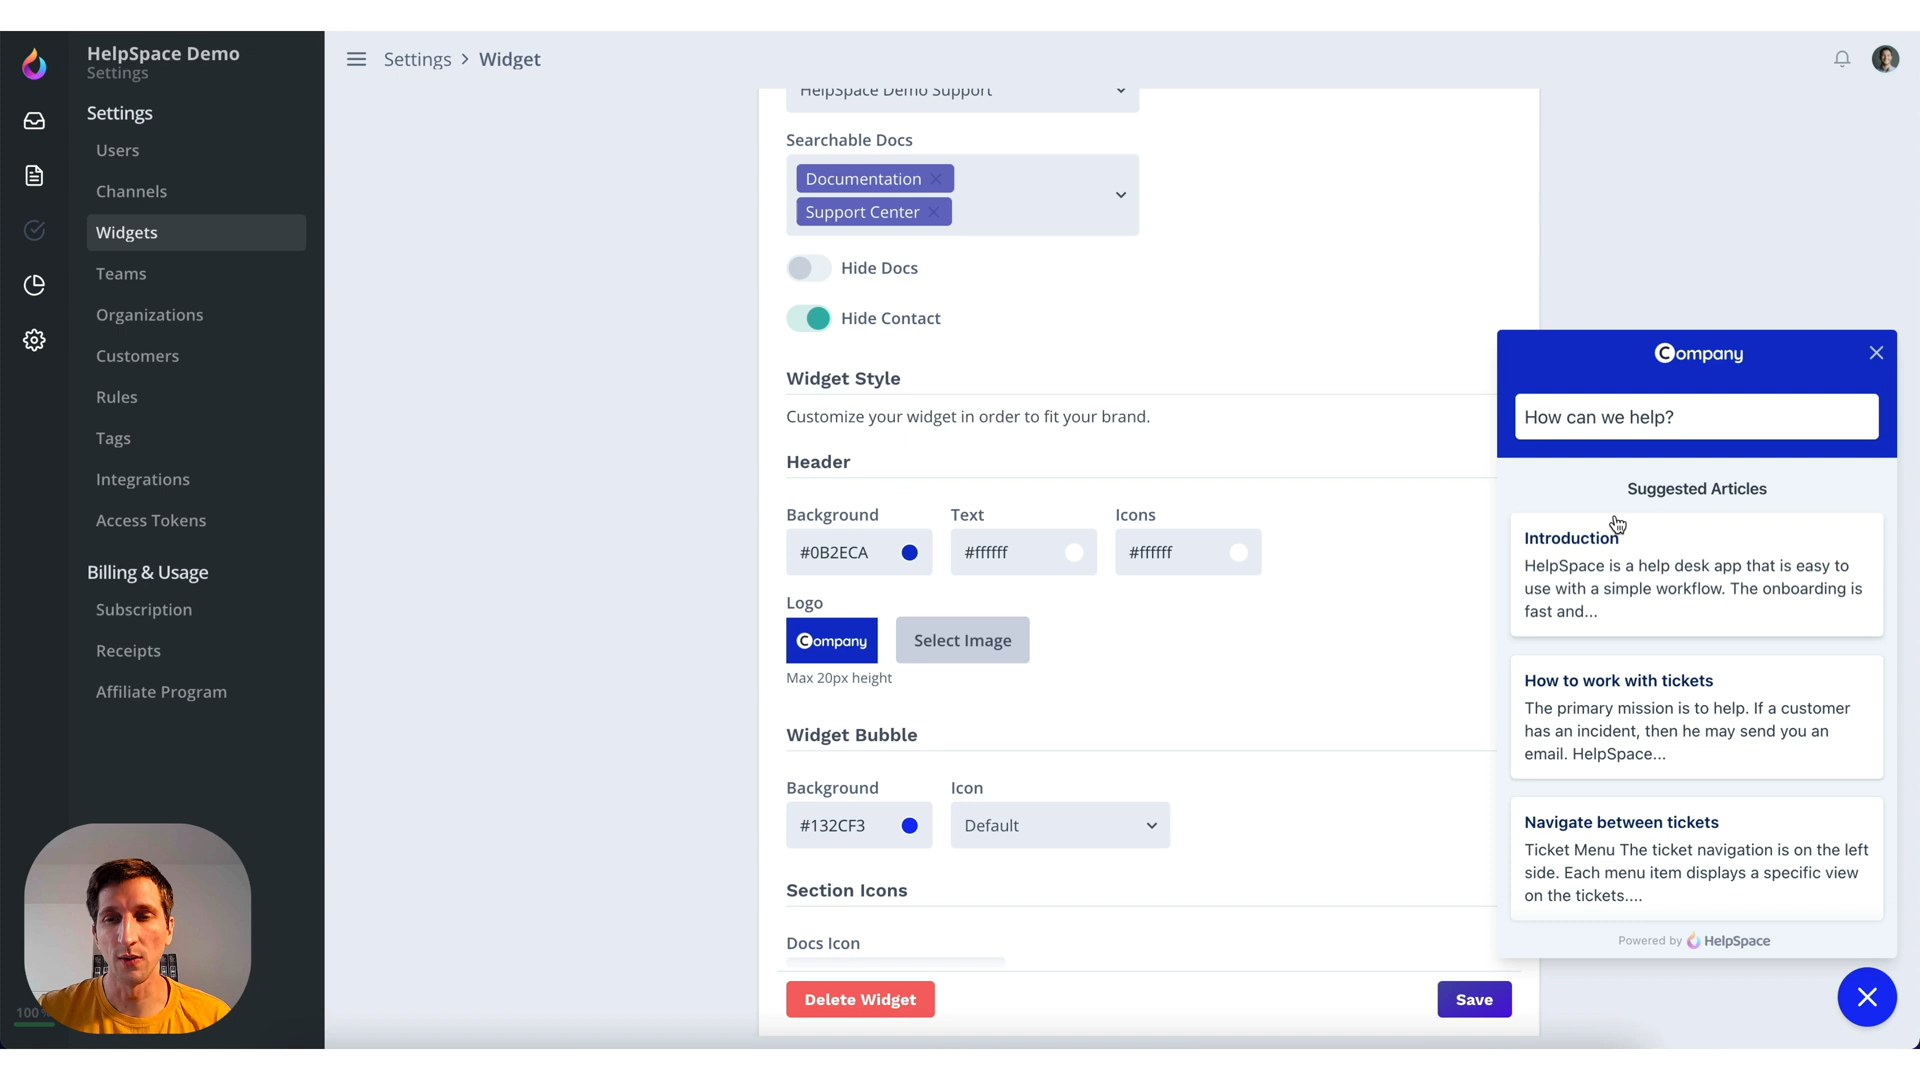 HelpSpace Demo
Settings
Settings
Users
Channels
Widgets
Teams
Organizations
Customers
Rules
Tags
Integrations
Access Tokens
Billing & Usage
Subscription
Receipts
Affiliate Program
100%
Settings > Widget
HelpSpace Demo Support
Searchable Docs
Documentation
Support Center
Hide Docs
Hide Contact
Widget Style
Customize your widget in order to fit your brand.
Header
Background Text Icons
#0B2ECA #ffffff #ffffff
Logo
Company Select Image
Max 20px height
Widget Bubble
Background Icon
#132CF3 Default
Section Icons
Docs Icon
Delete Widget Save
Company
How can we help?
Suggested Articles
Introduction
HelpSpace is a help desk app that is easy to
use with a simple workflow. The onboarding is
fast and...
How to work with tickets
The primary mission is to help. If a customer
has an incident, then he may send you an
email. HelpSpace...
Navigate between tickets
Ticket Menu The ticket navigation is on the left
side. Each menu item displays a specific view
on the tickets....
Powered by HelpSpace